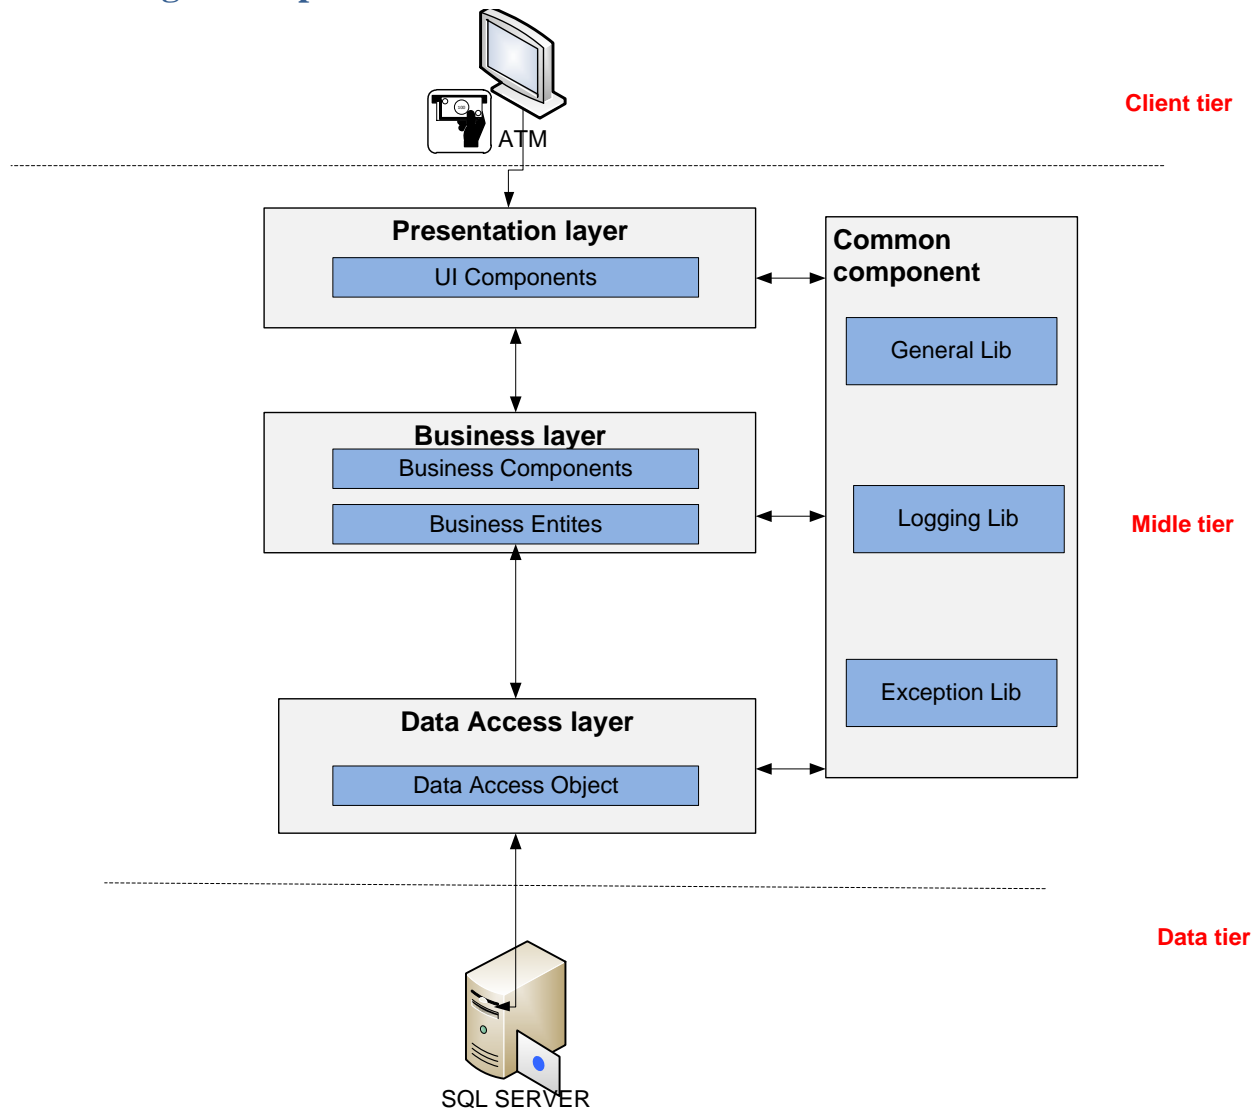 Client tier
100
ATM
Presentation layer
UI Components
Common
component
General Lib
Business layer
Business Components
Business Entites
Logging Lib
Midle tier
Exception Lib
Data Access layer
Data Access Object
Data tier
SQL SERVER